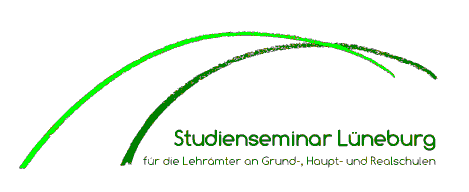 Studienseminar Lüneburg
für die Lehrämter an Grund-, Haupt- und Realschulen